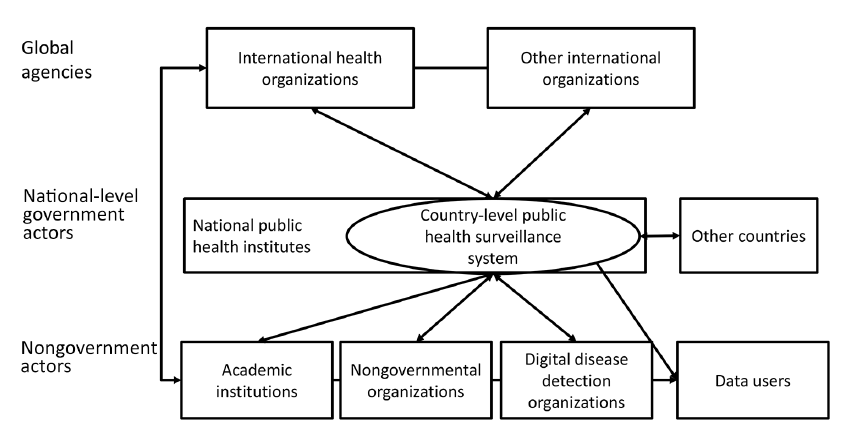 Global
agencies
International health
organizations
Other international
organizations
National-level
government
actors
National public
health institutes
Country-level public
health surveillance
system
Other countries
Nongovernment
actors
Academic
institutions
Nongovernmental
organizations
Digital disease
detection
organizations
Data users